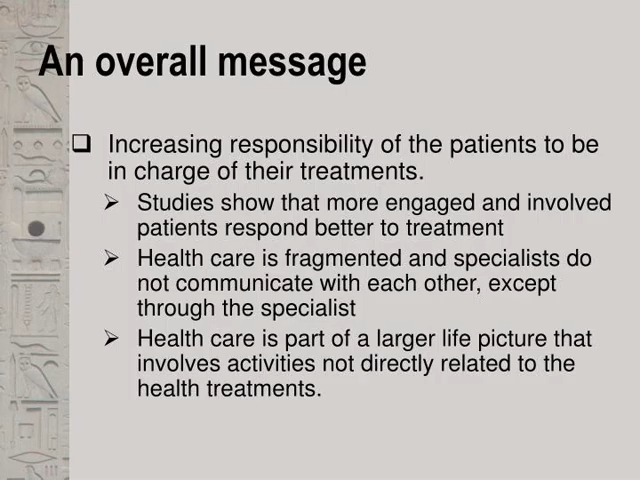 An overall message
❑ Increasing responsibility of the patients to be
in charge of their treatments.
➢ Studies show that more engaged and involved
patients respond better to treatment
➢ Health care is fragmented and specialists do
not communicate with each other, except
through the specialist
➢ Health care is part of a larger life picture that
involves activities not directly related to the
health treatments.